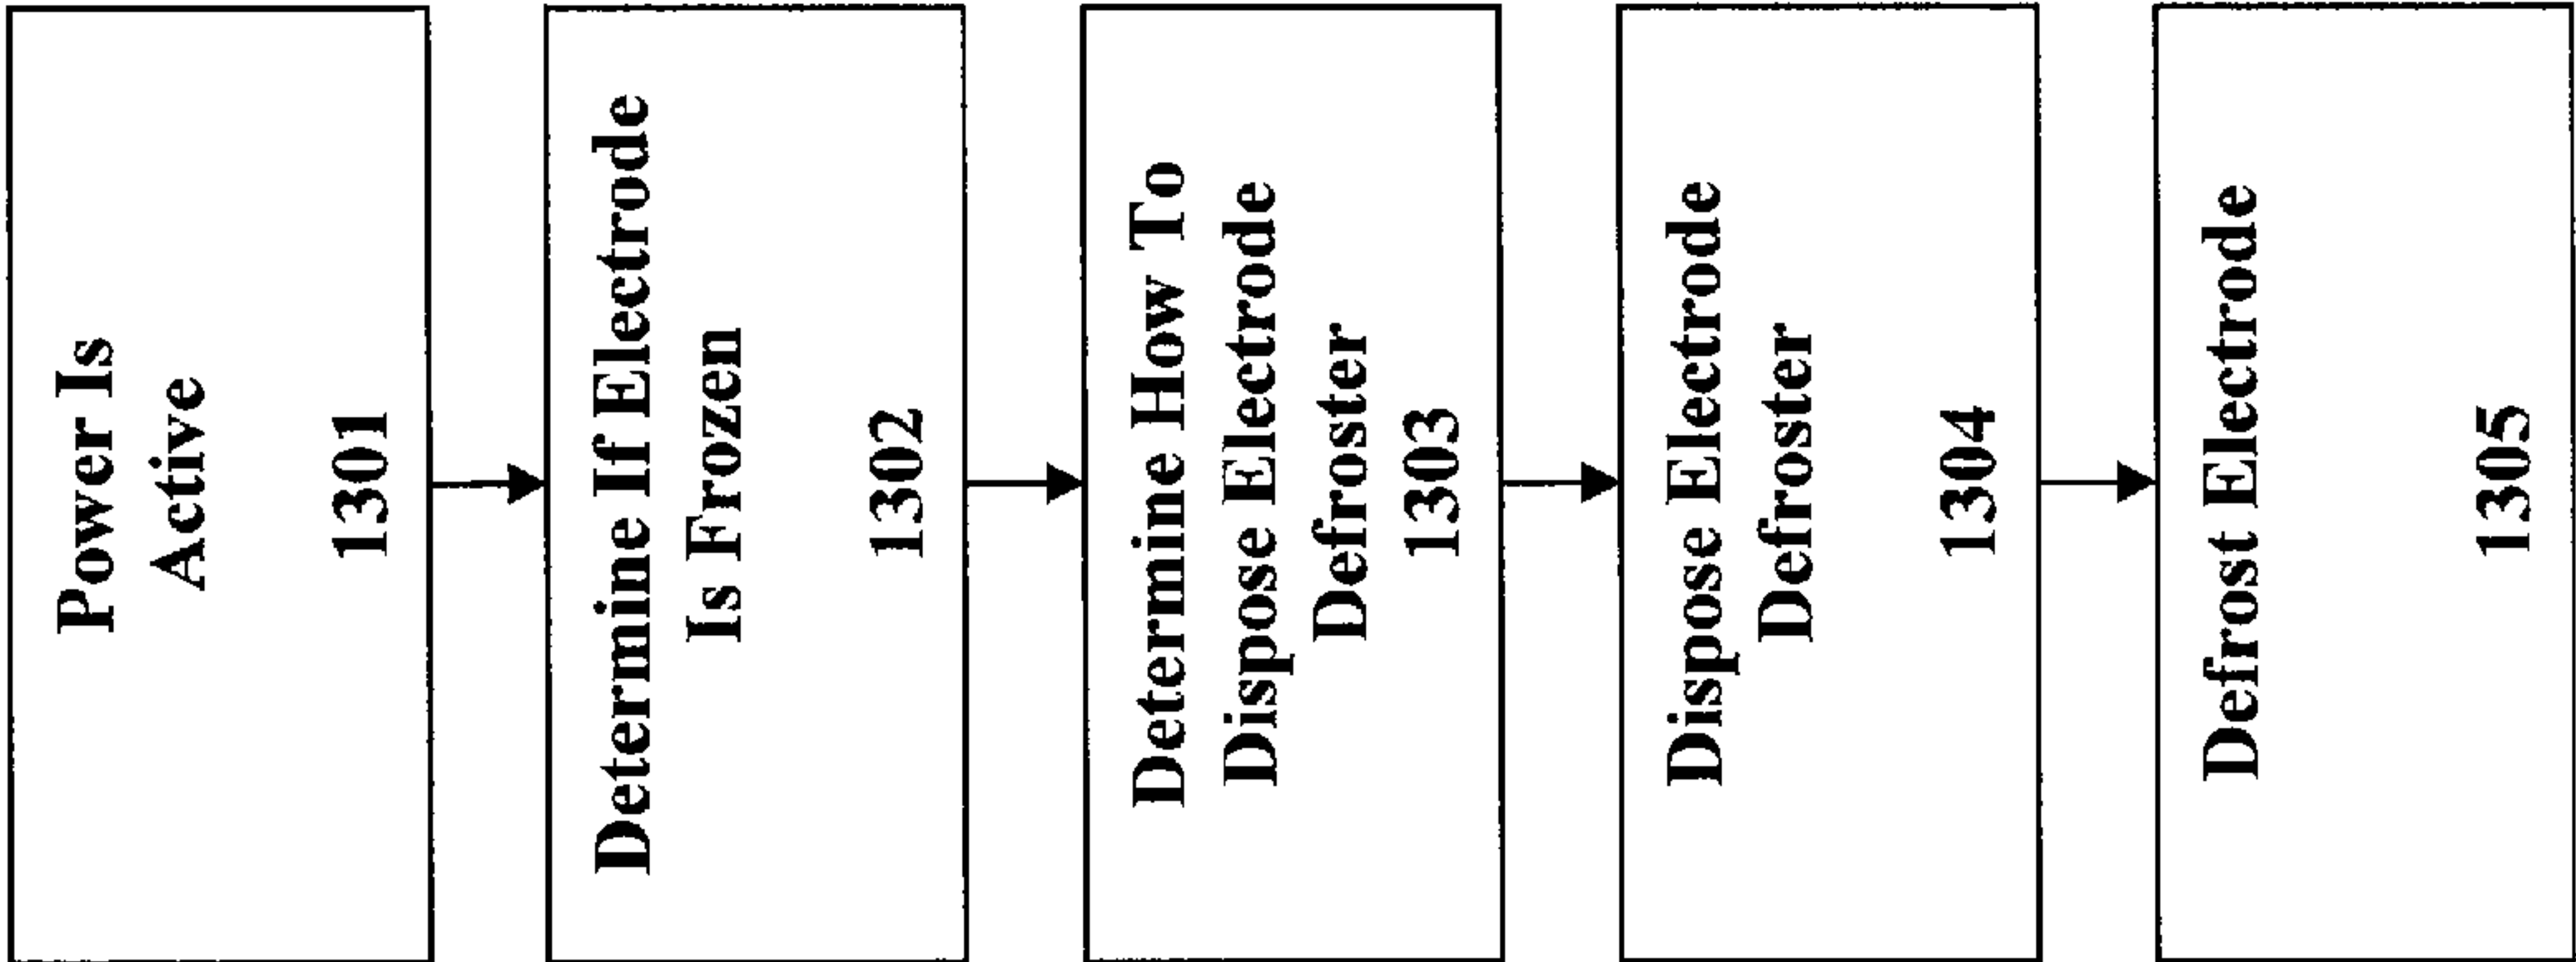 Power Is
Active
1301
Determine If Electrode
Is Frozen
1302
Determine How To
Dispose Electrode
Defroster
1303
Dispose Electrode
Defroster
1304
Defrost Electrode
1305